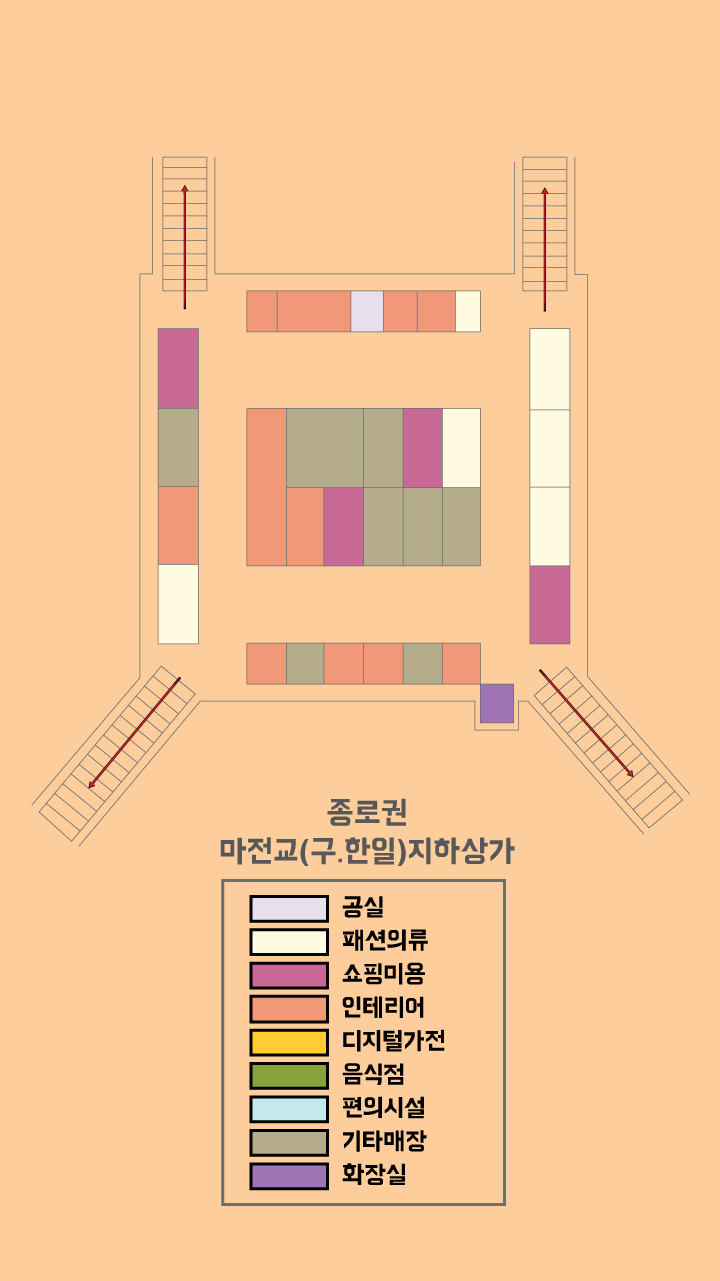 종로권
마전교(구.한일)지하상가
공실
패션의류
쇼핑미용
인테리어
디지털가전
음식점
편의시설
기타매장
화장실